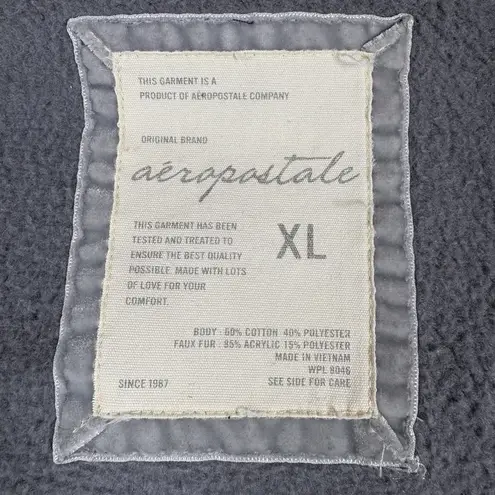 THIS GARMENT IS A
PRODUCT OF AÉROPOSTALE COMPANY
ORIGINAL BRAND
aéropostale
THIS GARMENT HAS BEEN
TESTED AND TREATED TO
ENSURE THE BEST QUALITY
POSSIBLE. MADE WITH LOTS
OF LOVE FOR YOUR
COMFORT.
XL
BODY : 60% COTTON 40% POLYESTER
FAUX FUR : 85% ACRYLIC 15% POLYESTER
MADE IN VIETNAM
WPL 8046
SINCE 1987
SEE SIDE FOR CARE